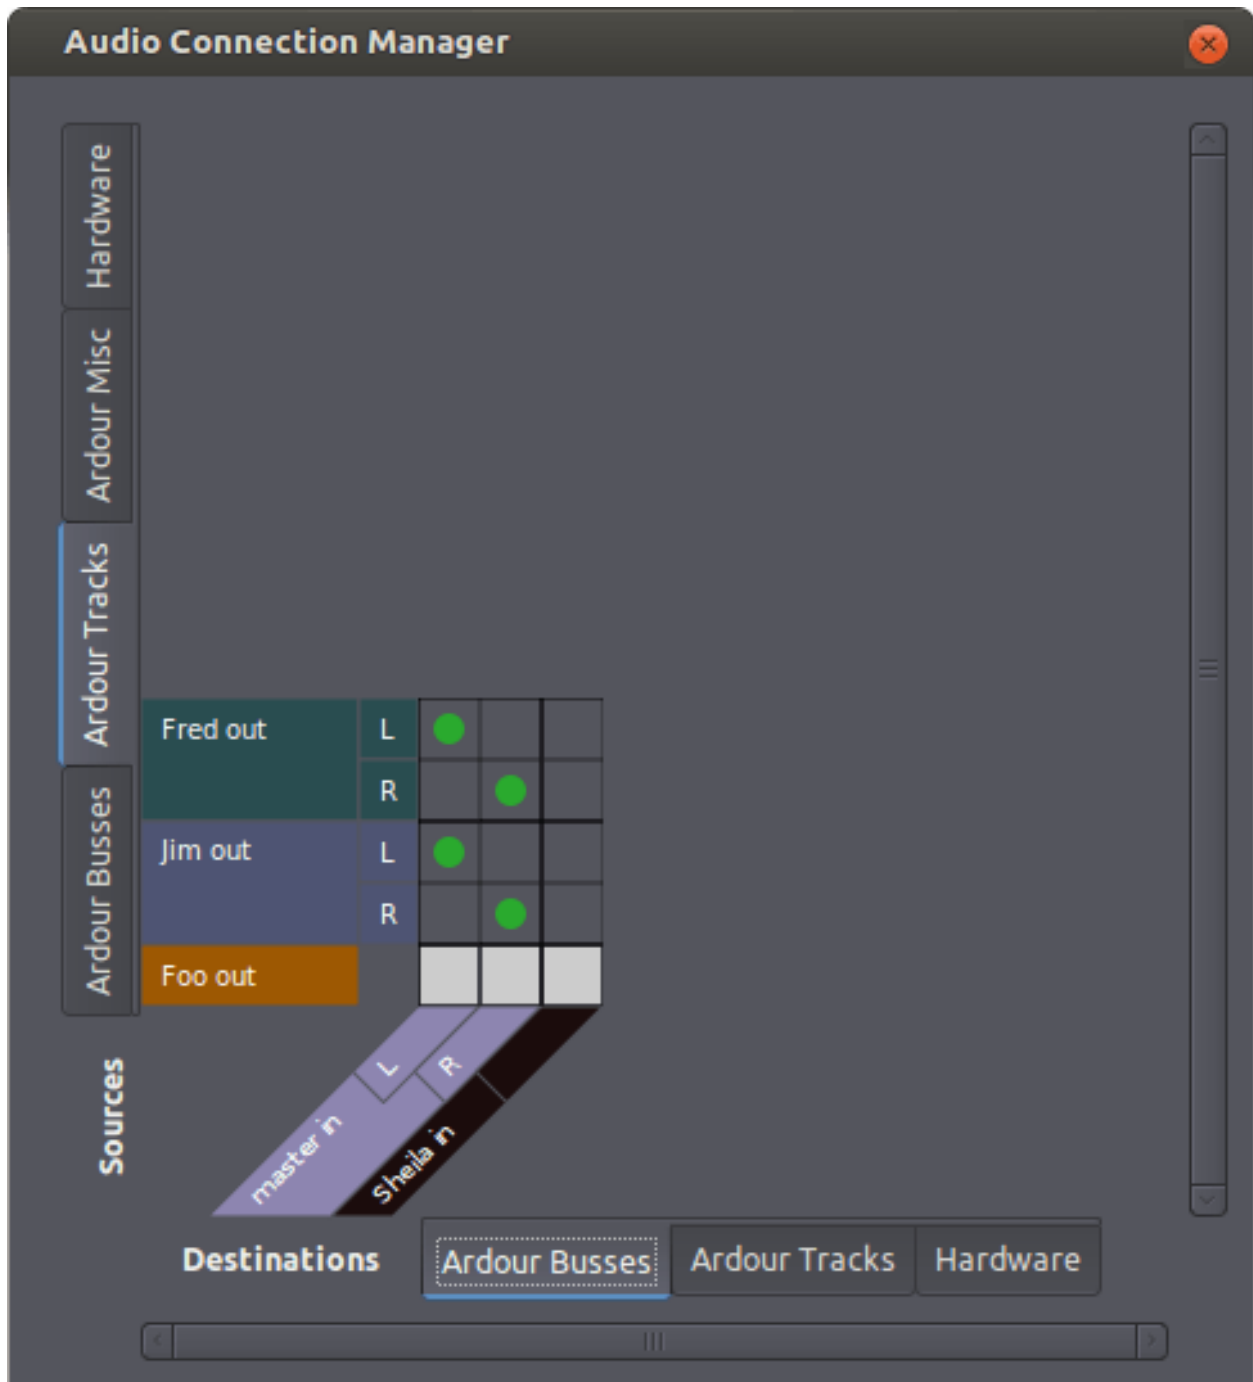 Audio Connection Manager
Hardware
Ardour Misc
Ardour Tracks
Ardour Busses
Sources
Fred out
L
R
Jim out
L
R
Foo out
L
R
master in
Sheila in
Destinations
Ardour Busses
Ardour Tracks
Hardware